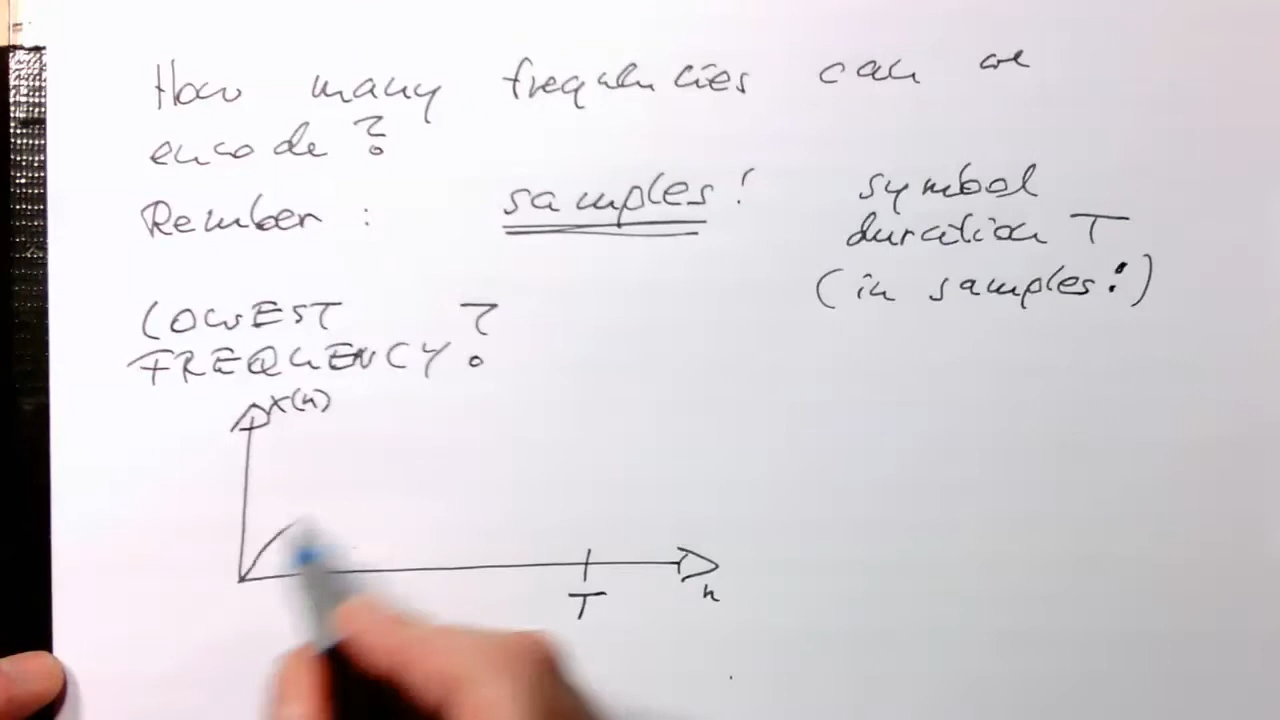 How many frequencies can we
encode?
Rember : samples! symbol
duration T
(in samples!)
LOWEST ?
FREQUENCY
x(n)
T
n